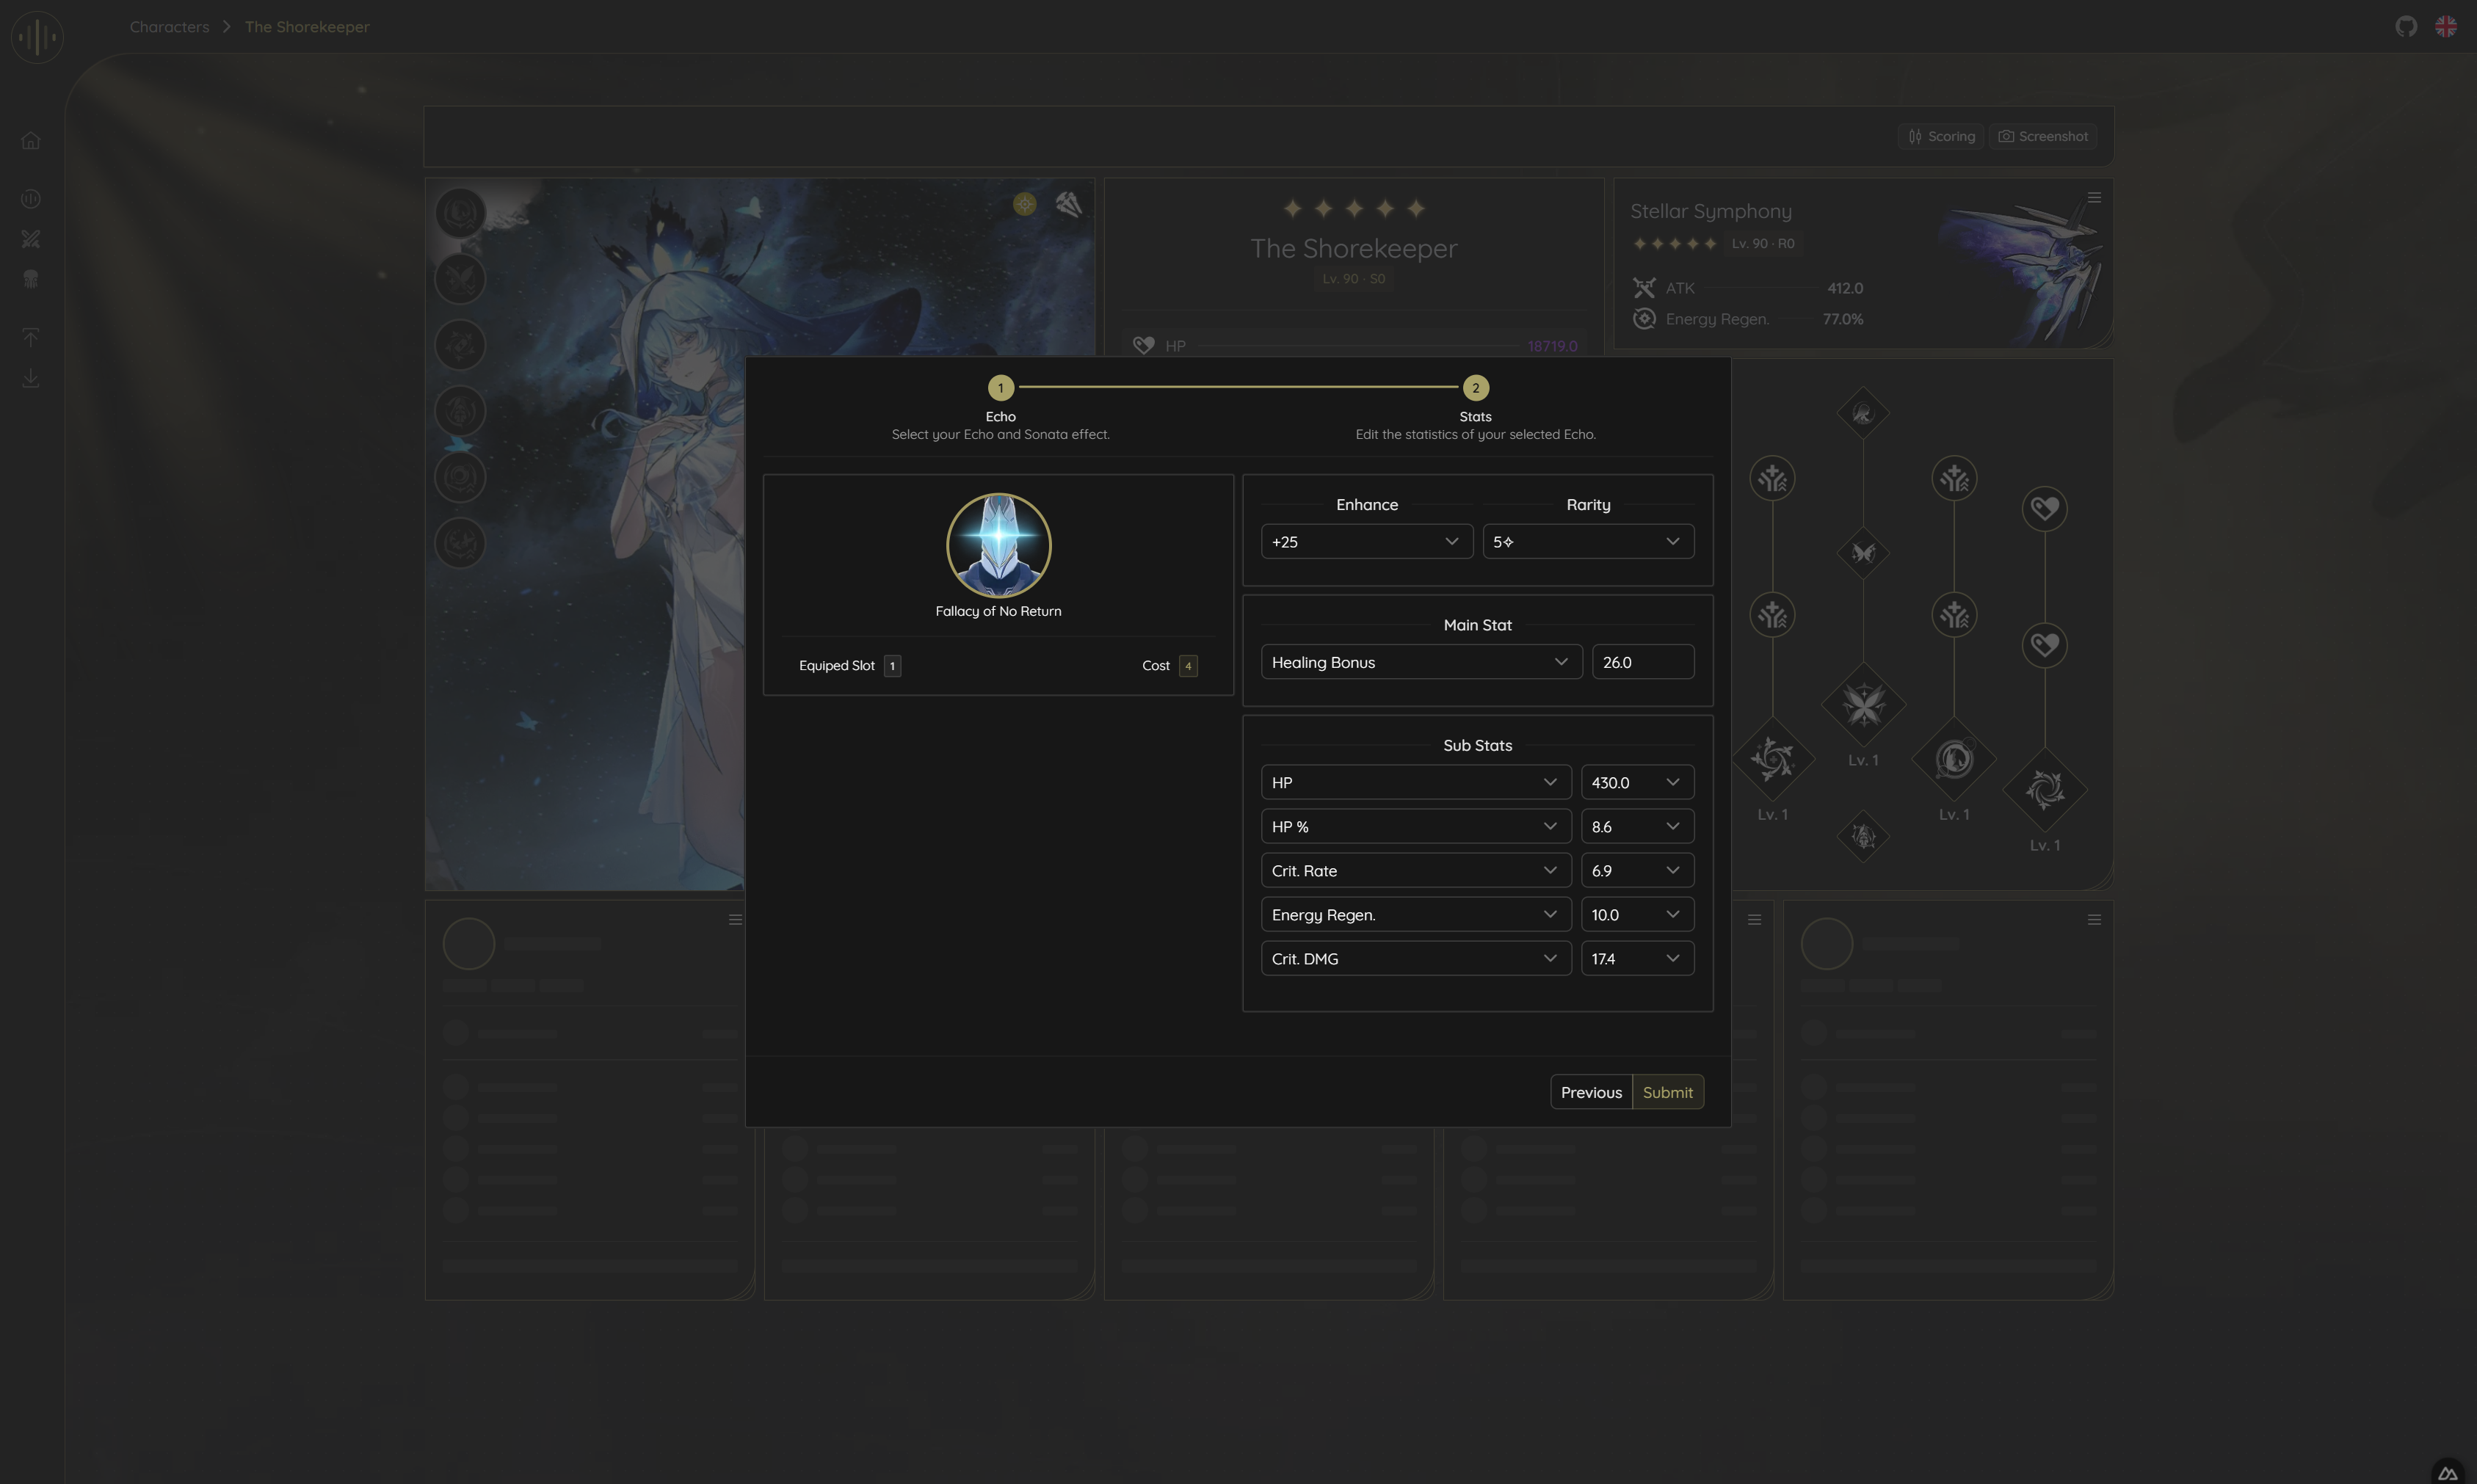 Characters > The Shorekeeper
Scoring
Screenshot
The Shorekeeper
Lv. 90 · S0
HP 18719.0
Stellar Symphony
Lv. 90 · R0
ATK 412.0
Energy Regen. 77.0%
1
Echo
Select your Echo and Sonata effect.
2
Stats
Edit the statistics of your selected Echo.
Fallacy of No Return
Equiped Slot 1
Cost 4
Enhance
Rarity
+25
5✧
Main Stat
Healing Bonus 26.0
Sub Stats
HP 430.0
HP % 8.6
Crit. Rate 6.9
Energy Regen. 10.0
Crit. DMG 17.4
Previous
Submit
Lv. 1
Lv. 1
Lv. 1
Lv. 1